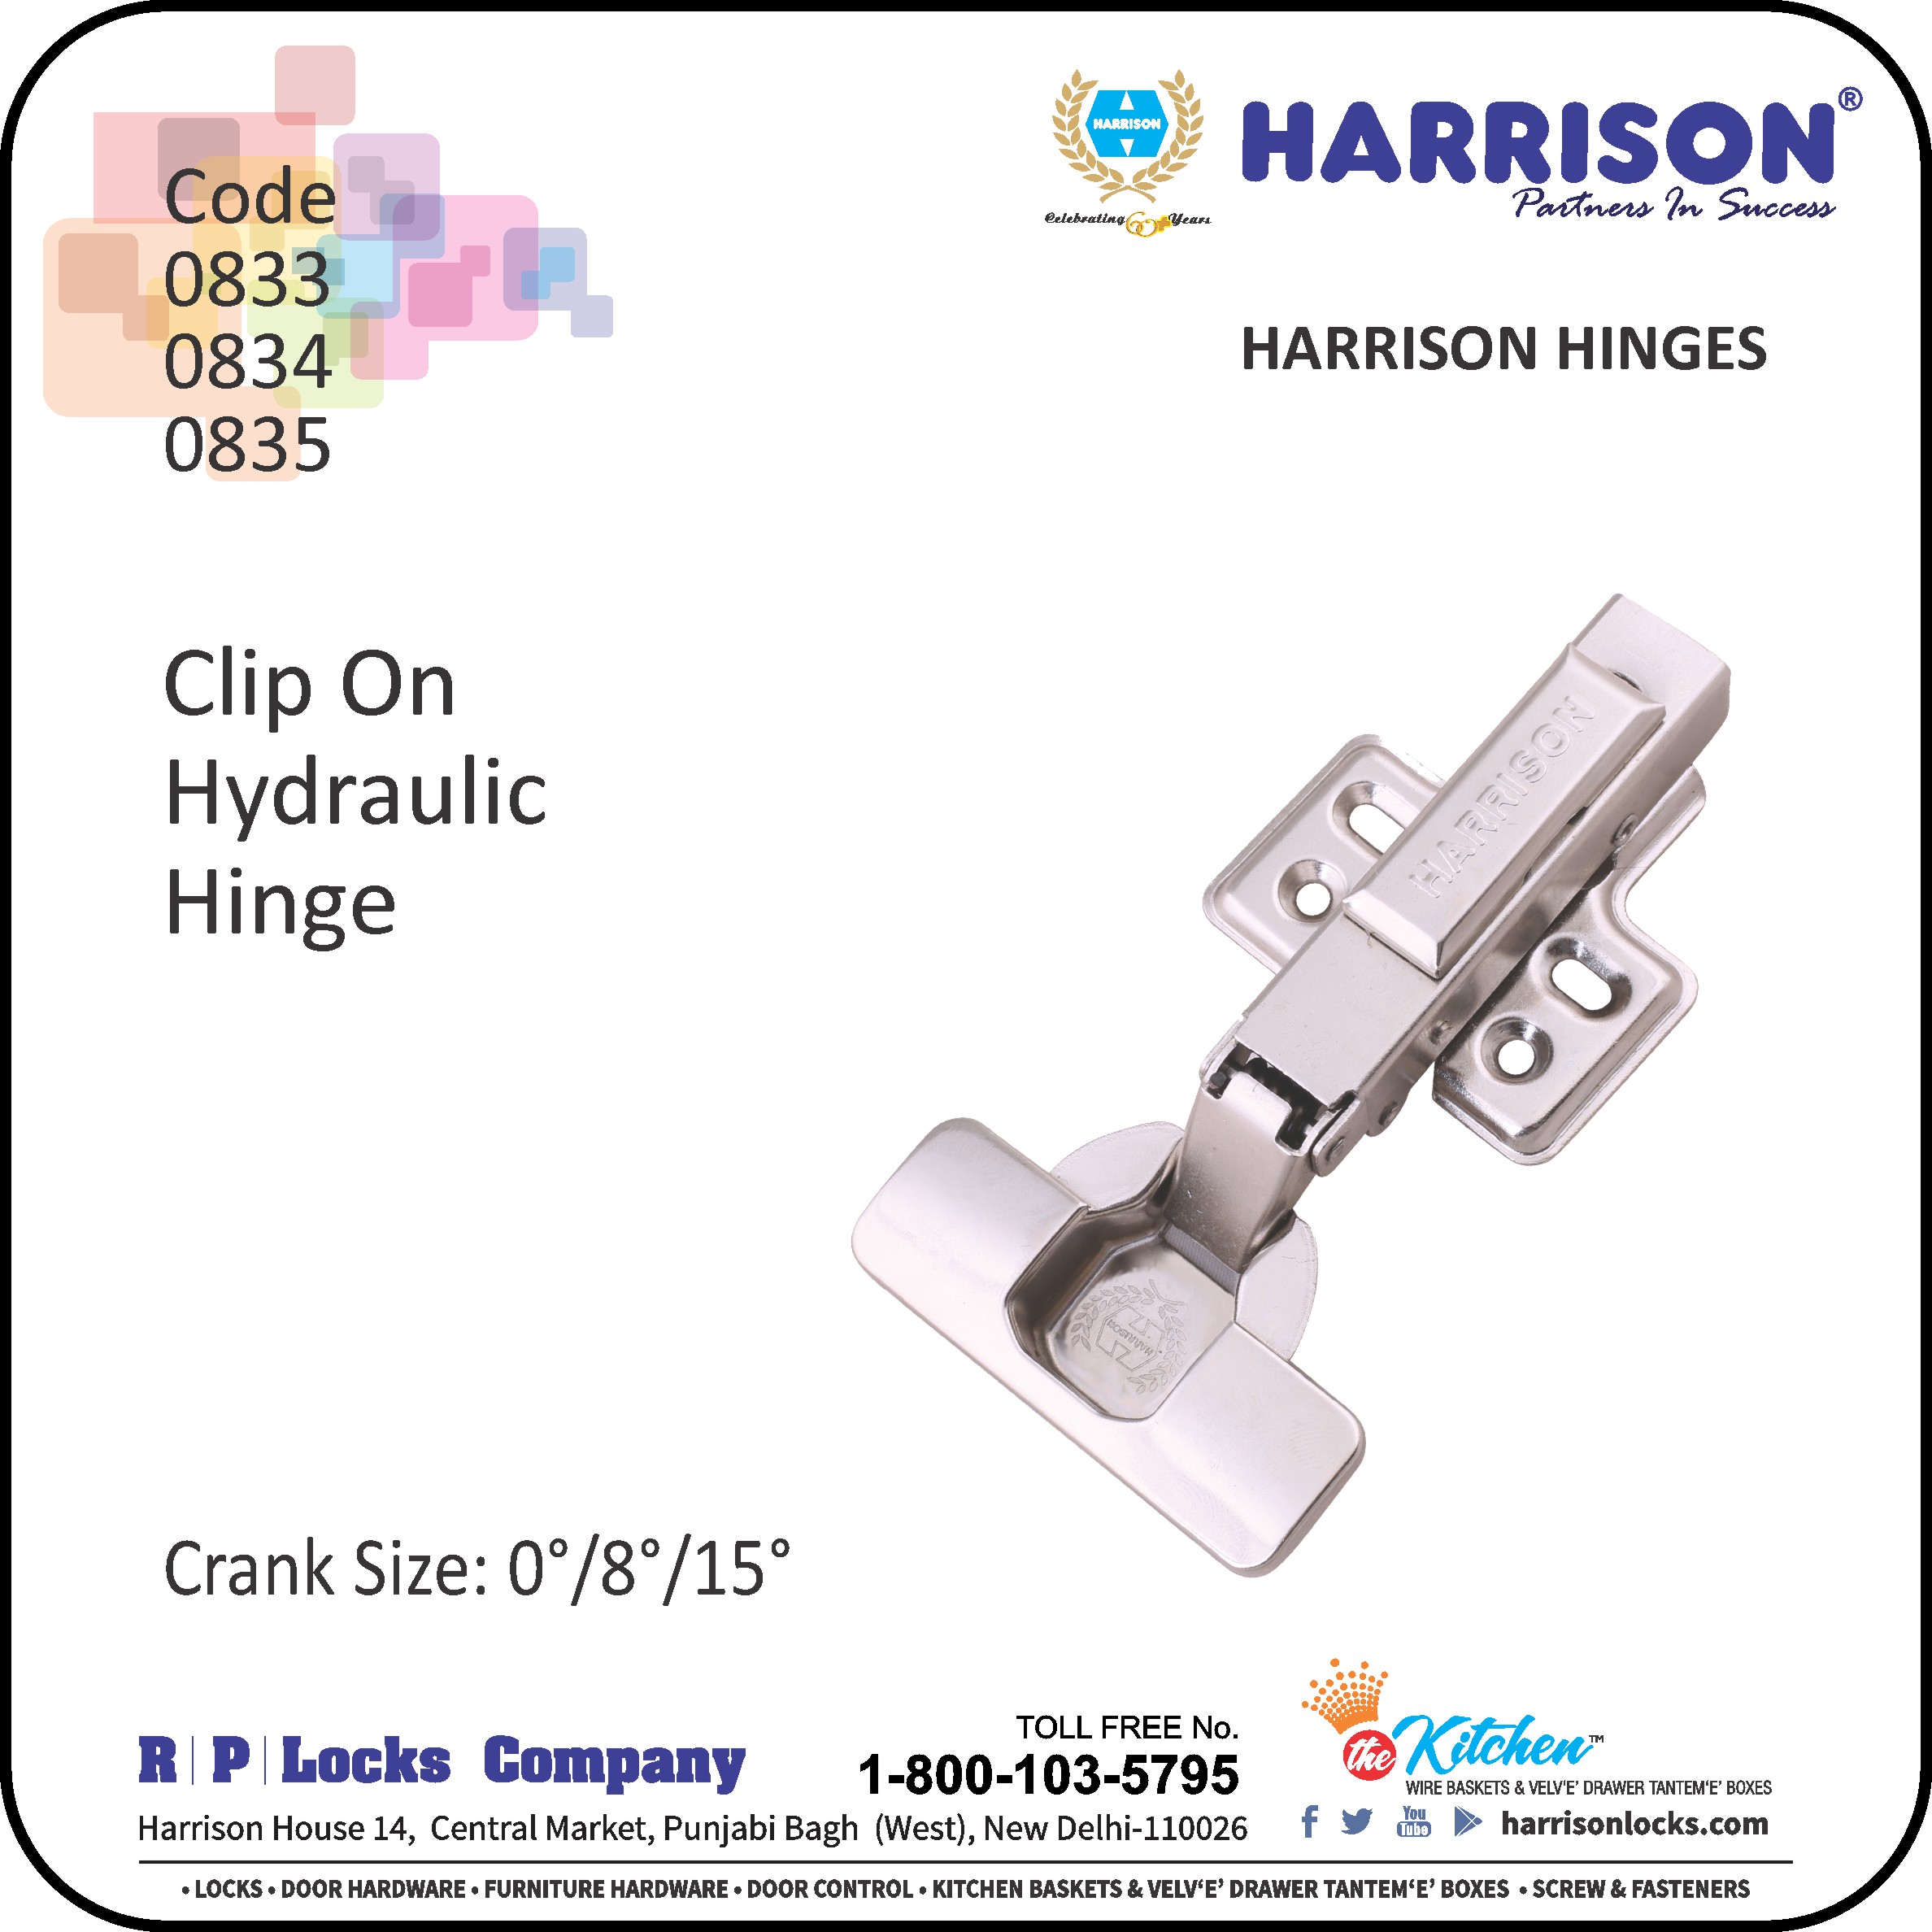 Code
0833
0834
0835
HARRISON
Celebrating 60+ Years
HARRISON®
Partners In Success
HARRISON HINGES
Clip On
Hydraulic
Hinge
HARRISON
HARRISON
Crank Size: 0°/8°/15°
R|P|Locks Company
TOLL FREE No.
1-800-103-5795
Harrison House 14, Central Market, Punjabi Bagh (West), New Delhi-110026
the Kitchen™
WIRE BASKETS & VELV'E' DRAWER TANTEM'E' BOXES
f You Tube harrisonlocks.com
• LOCKS • DOOR HARDWARE • FURNITURE HARDWARE • DOOR CONTROL • KITCHEN BASKETS & VELV‘E’ DRAWER TANTEM‘E’ BOXES • SCREW & FASTENERS